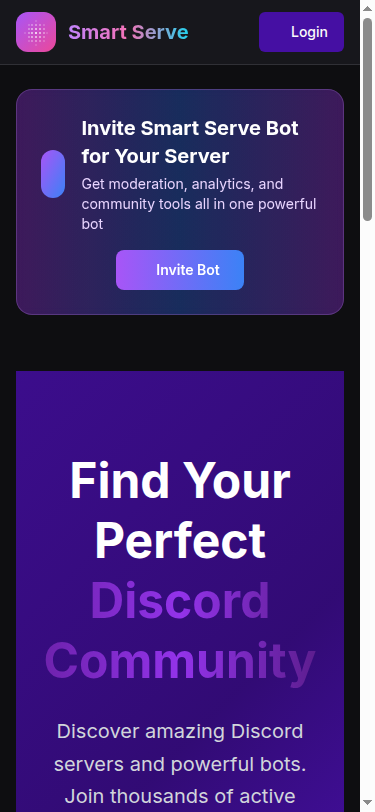 Smart Serve
Login
Invite Smart Serve Bot
for Your Server
Get moderation, analytics, and
community tools all in one powerful
bot
Invite Bot
Find Your
Perfect
Discord
Community
Discover amazing Discord
servers and powerful bots.
Join thousands of active